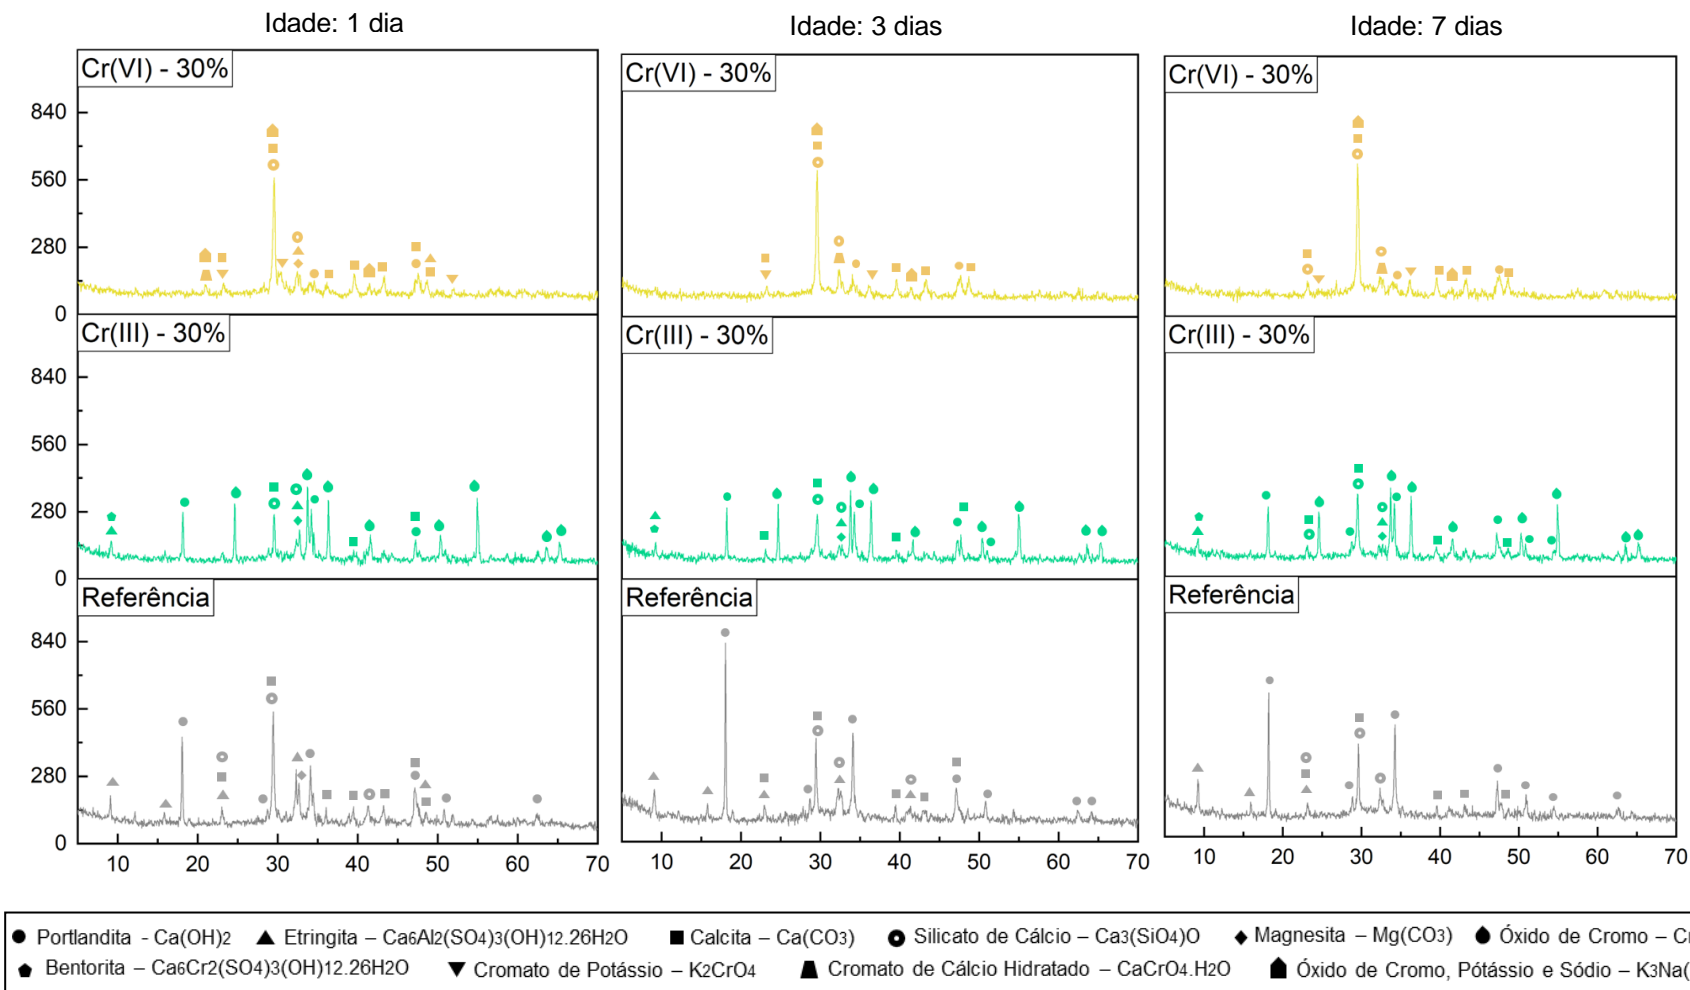 Idade: 1 dia
Idade: 3 dias
Idade: 7 dias
Cr(VI) - 30%
Cr(VI) - 30%
Cr(VI) - 30%
840
560
280
0
Cr(III) - 30%
Cr(III) - 30%
Cr(III) - 30%
840
560
280
0
Referência
Referência
Referência
840
560
280
0
10 20 30 40 50 60 70
10 20 30 40 50 60 70
10 20 30 40 50 60 70
Portlandita - Ca(OH)2 Etringita – Ca6Al2(SO4)3(OH)12.26H2O Calcita – Ca(CO3) Silicato de Cálcio – Ca3(SiO4)O Magnesita – Mg(CO3) Óxido de Cromo – Cr
Bentorita – Ca6Cr2(SO4)3(OH)12.26H2O Cromato de Potássio – K2CrO4 Cromato de Cálcio Hidratado – CaCrO4.H2O Óxido de Cromo, Pótássio e Sódio – K3Na(